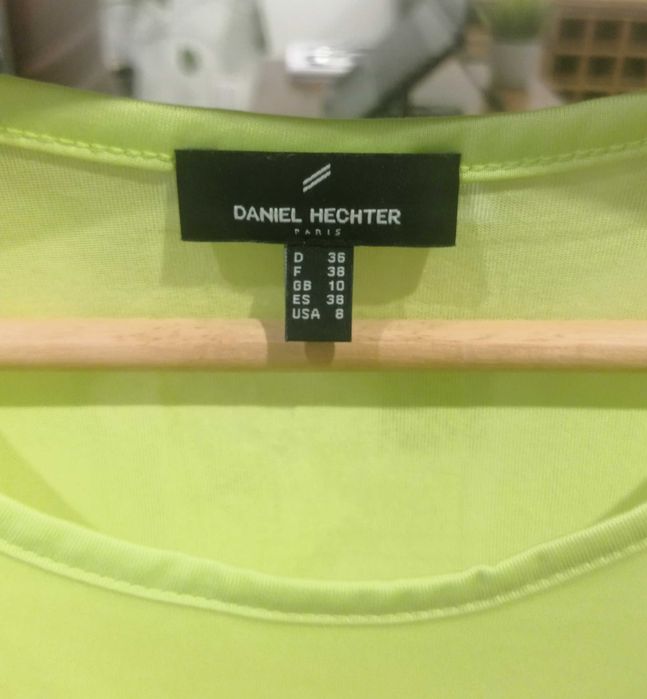 DANIEL HECHTER
PARIS
D 36
F 38
GB 10
ES 38
USA 8